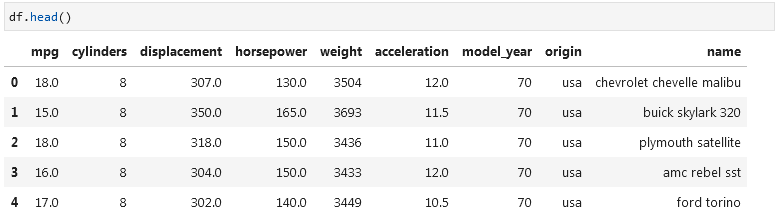 df.head()
mpg cylinders displacement horsepower weight acceleration model_year origin name
0 18.0 8 307.0 130.0 3504 12.0 70 usa chevrolet chevelle malibu
1 15.0 8 350.0 165.0 3693 11.5 70 usa buick skylark 320
2 18.0 8 318.0 150.0 3436 11.0 70 usa plymouth satellite
3 16.0 8 304.0 150.0 3433 12.0 70 usa amc rebel sst
4 17.0 8 302.0 140.0 3449 10.5 70 usa ford torino